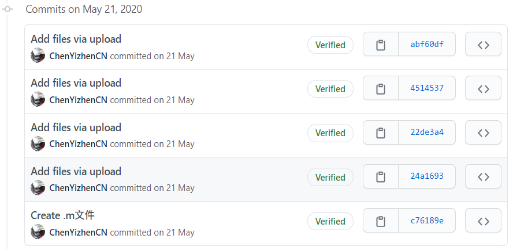 Commits on May 21, 2020
Add files via upload
Verified
abf60df
ChenYizhenCN committed on 21 May
Add files via upload
Verified
4514537
ChenYizhenCN committed on 21 May
Add files via upload
Verified
22de3a4
ChenYizhenCN committed on 21 May
Add files via upload
Verified
24a1693
ChenYizhenCN committed on 21 May
Create .m文件
Verified
c76189e
ChenYizhenCN committed on 21 May